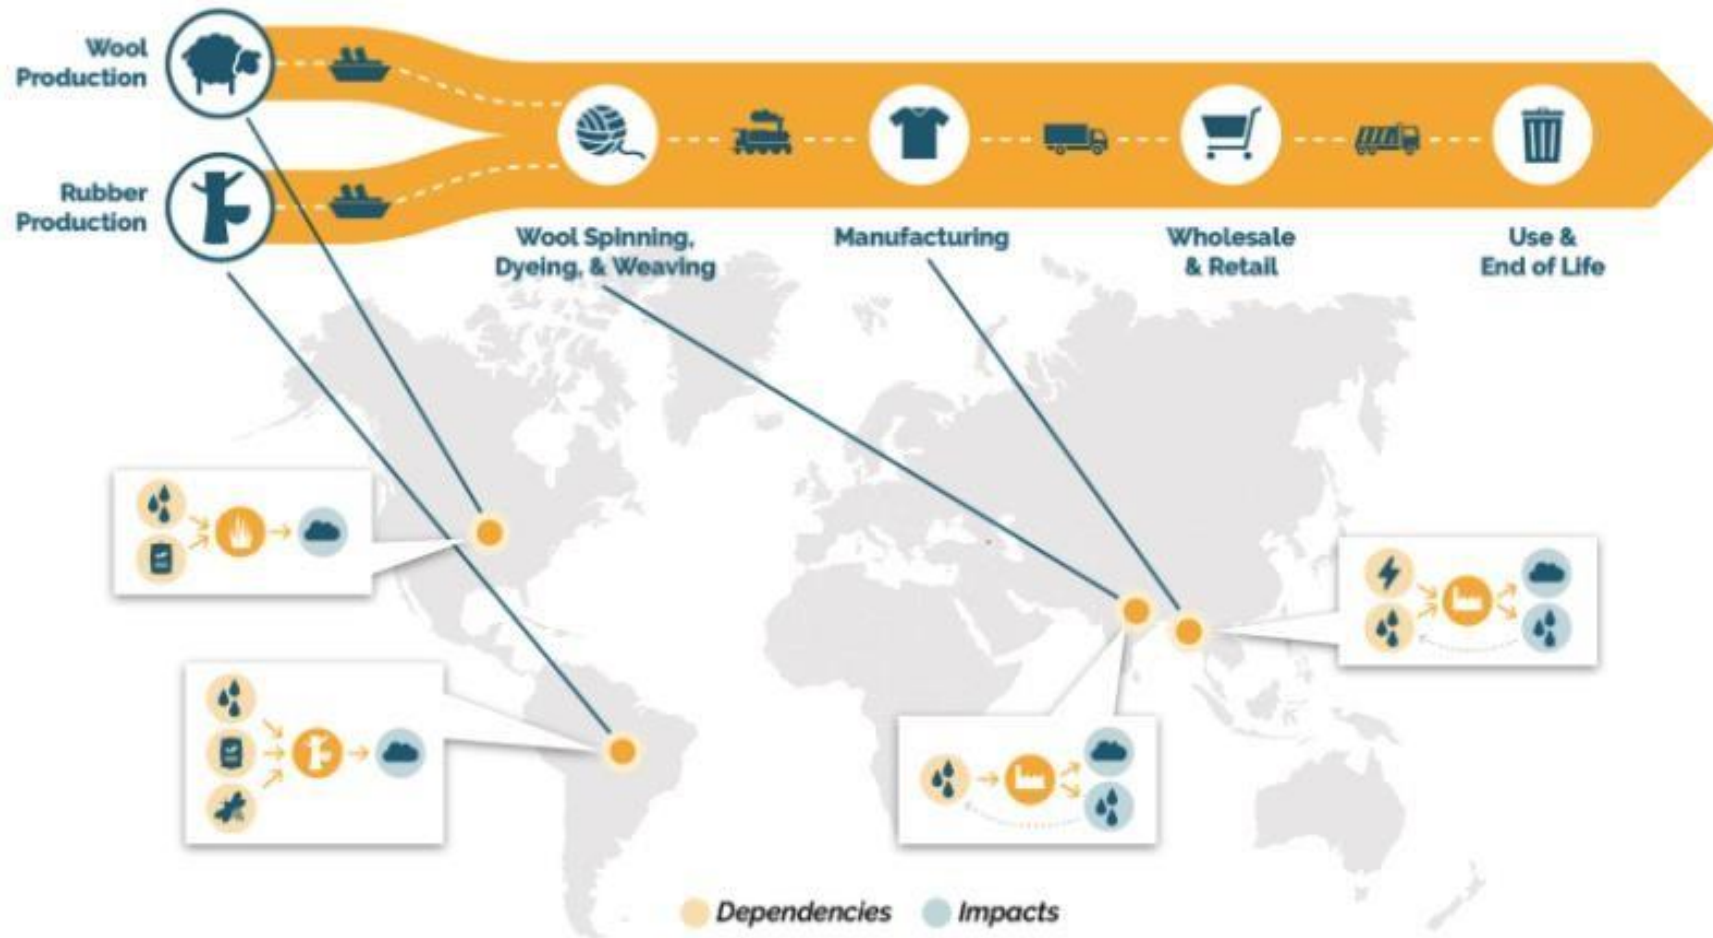 Wool
Production
Rubber
Production
Wool Spinning,
Dyeing, & Weaving
Manufacturing
Wholesale
& Retail
Use &
End of Life
Dependencies
Impacts